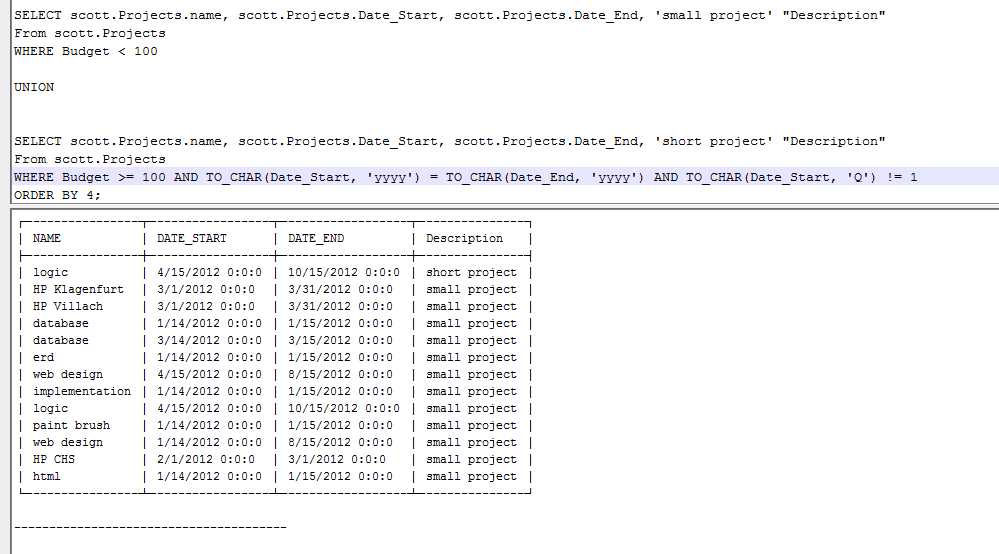 SELECT scott.Projects.name, scott.Projects.Date_Start, scott.Projects.Date_End, 'small project' "Description"
From scott.Projects
WHERE Budget < 100
UNION
SELECT scott.Projects.name, scott.Projects.Date_Start, scott.Projects.Date_End, 'short project' "Description"
From scott.Projects
WHERE Budget >= 100 AND TO_CHAR(Date_Start, 'yyyy') = TO_CHAR(Date_End, 'yyyy') AND TO_CHAR(Date_Start, 'Q') != 1
ORDER BY 4;
NAME DATE_START DATE_END Description
logic 4/15/2012 0:0:0 10/15/2012 0:0:0 short project
HP Klagenfurt 3/1/2012 0:0:0 3/31/2012 0:0:0 small project
HP Villach 3/1/2012 0:0:0 3/31/2012 0:0:0 small project
database 1/14/2012 0:0:0 1/15/2012 0:0:0 small project
database 3/14/2012 0:0:0 3/15/2012 0:0:0 small project
erd 1/14/2012 0:0:0 1/15/2012 0:0:0 small project
web design 4/15/2012 0:0:0 8/15/2012 0:0:0 small project
implementation 1/14/2012 0:0:0 1/15/2012 0:0:0 small project
logic 4/15/2012 0:0:0 10/15/2012 0:0:0 small project
paint brush 1/14/2012 0:0:0 1/15/2012 0:0:0 small project
web design 1/14/2012 0:0:0 8/15/2012 0:0:0 small project
HP CHS 2/1/2012 0:0:0 3/1/2012 0:0:0 small project
html 1/14/2012 0:0:0 1/15/2012 0:0:0 small project